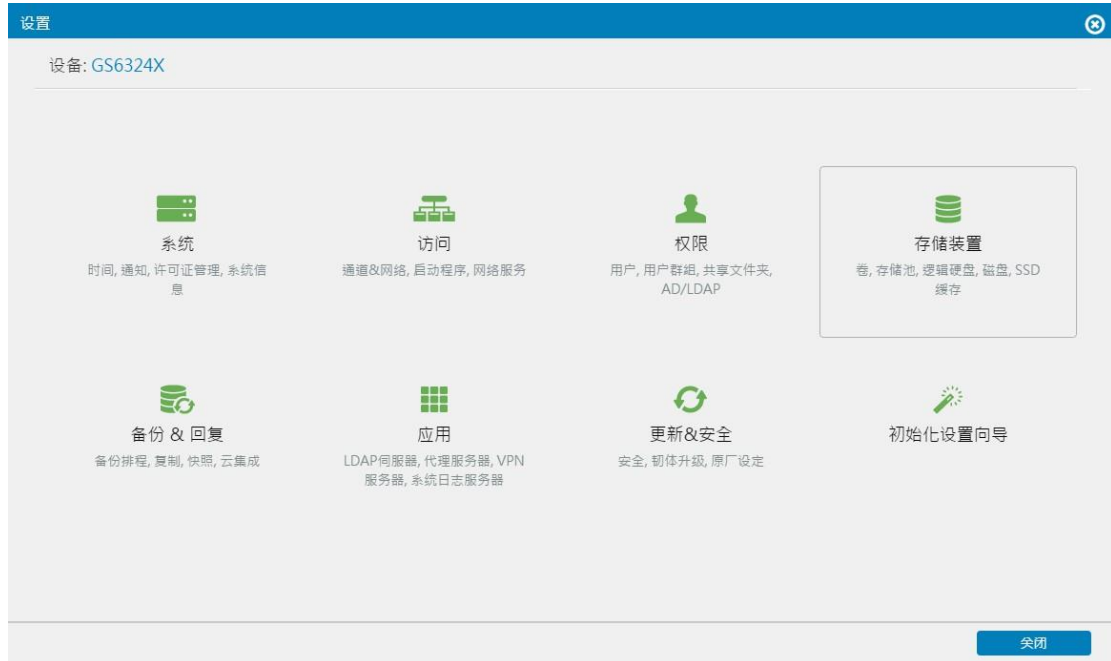 设置
设备: GS6324X
系统
时间, 通知, 许可证管理, 系统信
息
访问
通道&网络, 启动程序, 网络服务
权限
用户, 用户群组, 共享文件夹,
AD/LDAP
存储装置
卷, 存储池, 逻辑硬盘, 磁盘, SSD
缓存
备份 & 回复
备份排程, 复制, 快照, 云集成
应用
LDAP伺服器, 代理服务器, VPN
服务器, 系统日志服务器
更新&安全
安全, 韧体升级, 原厂设定
初始化设置向导
关闭